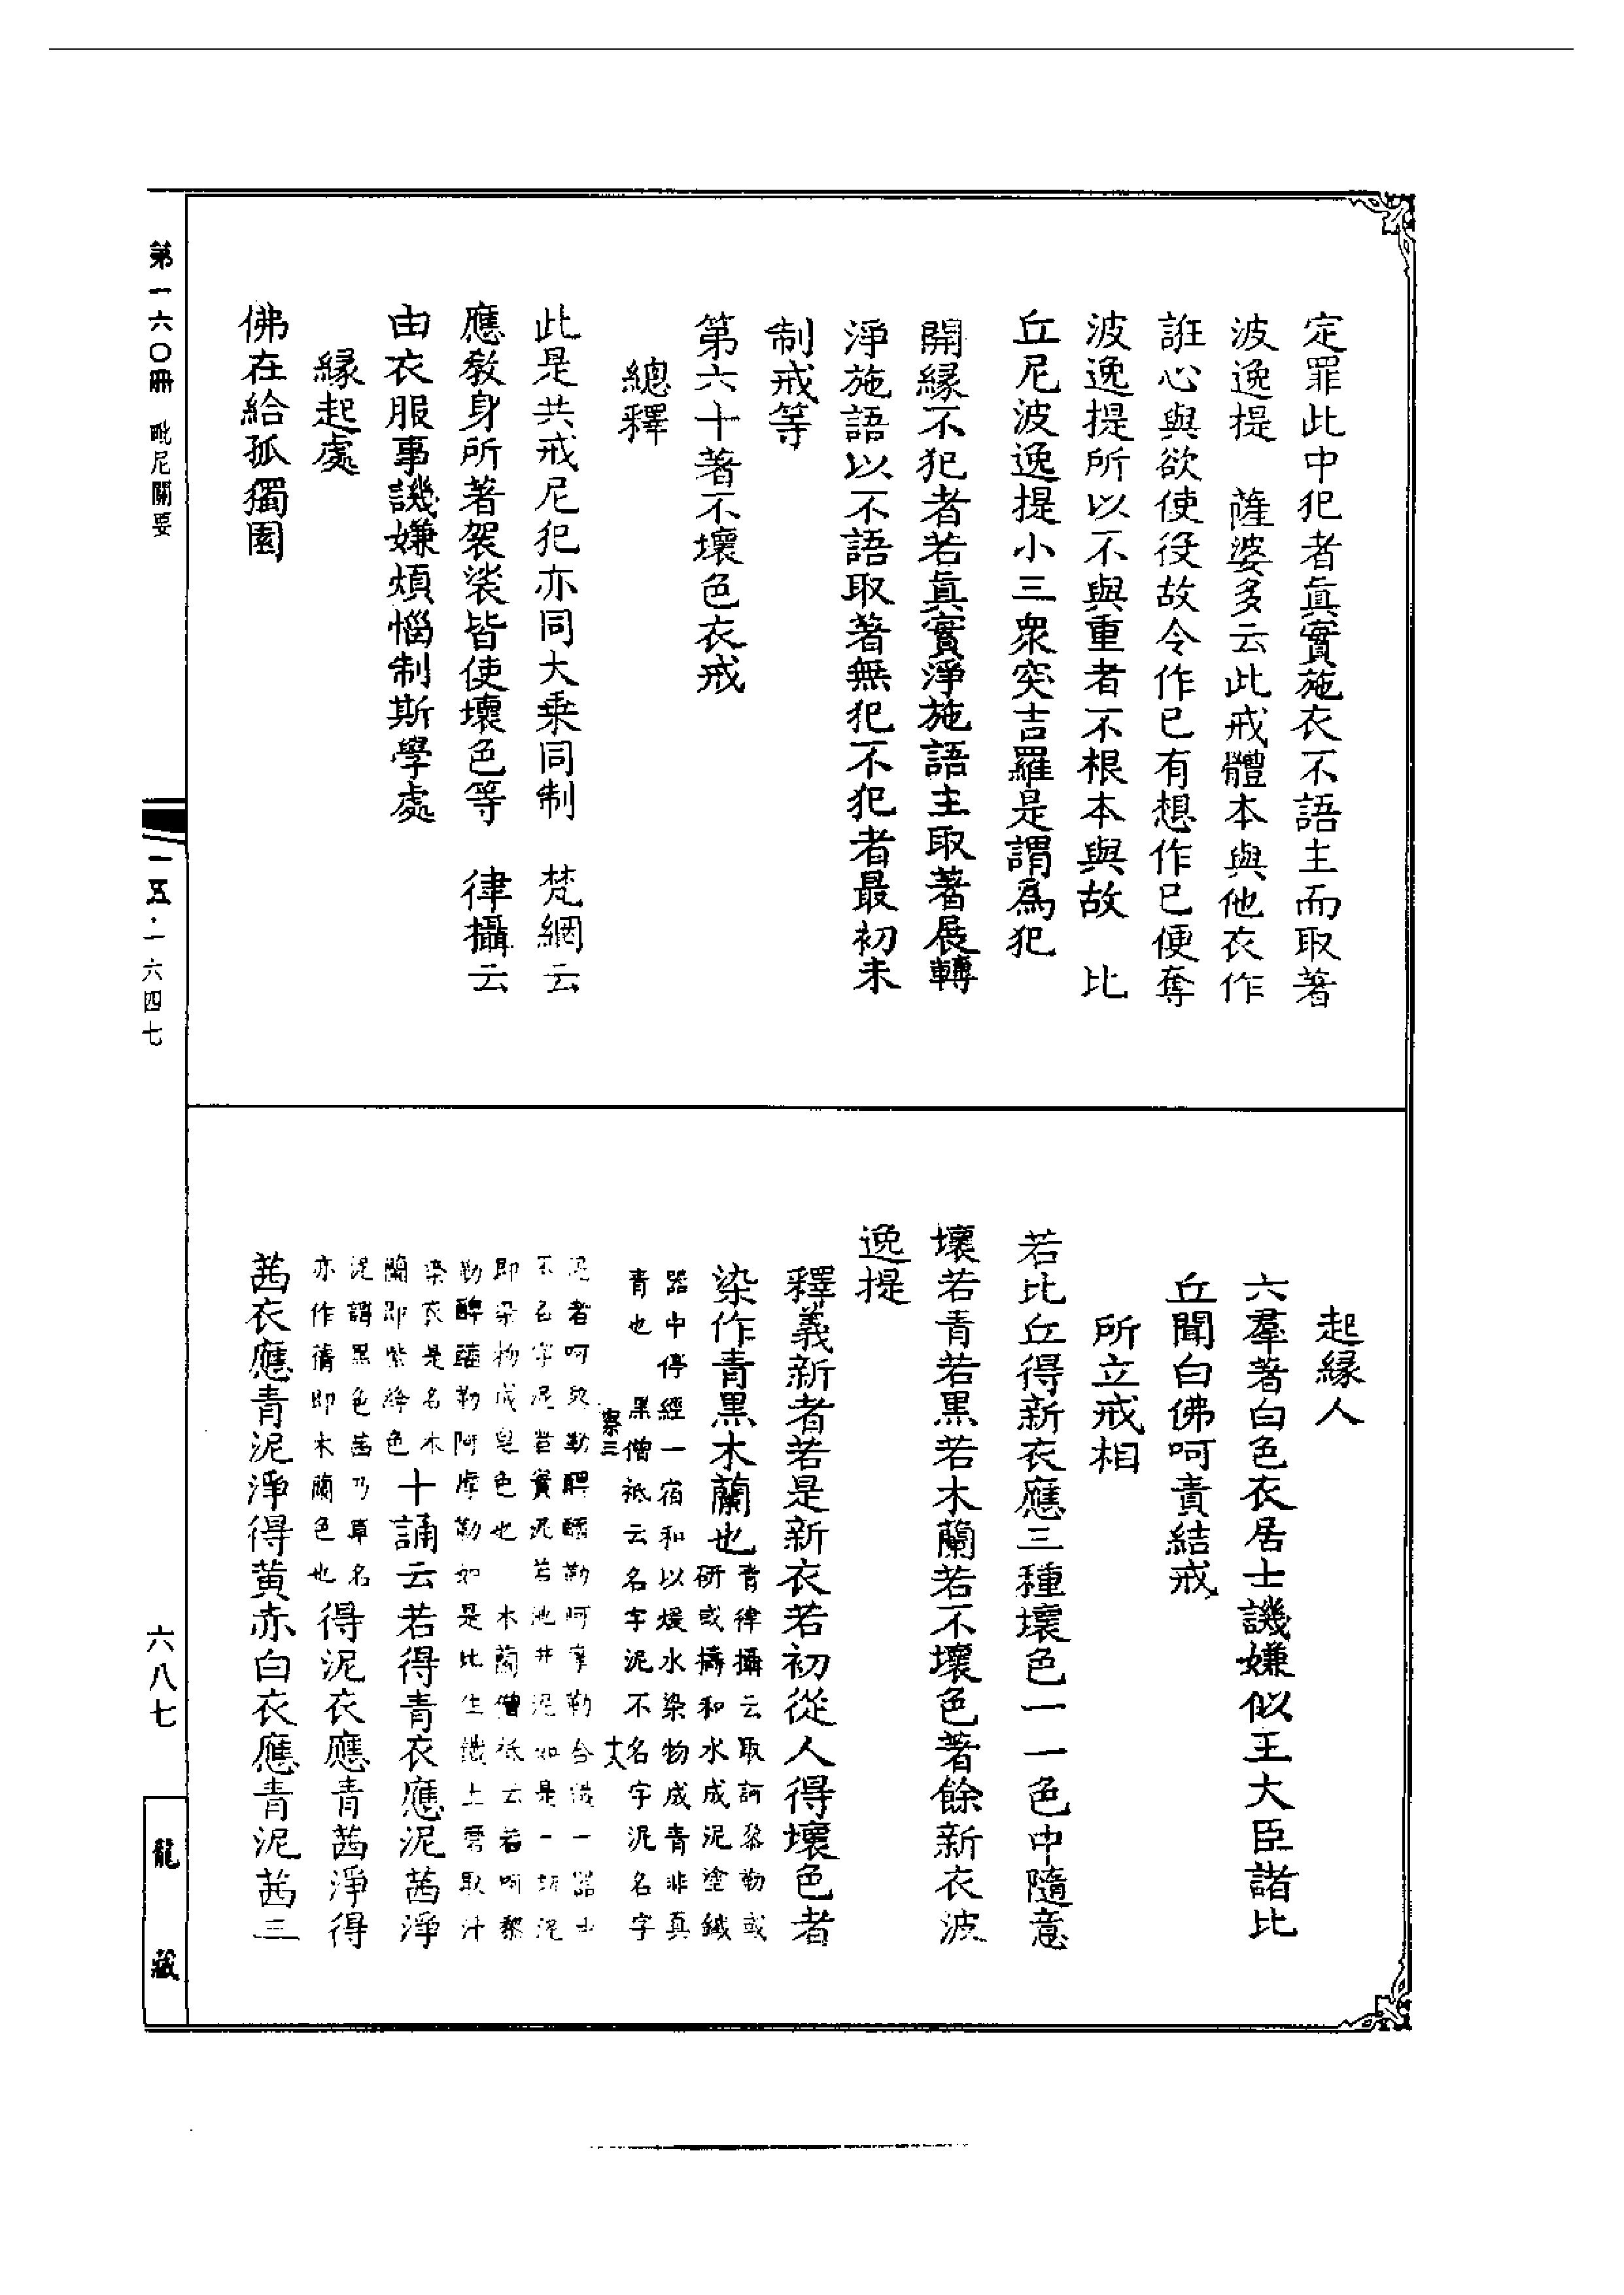 定罪此中犯者眞實施衣不語主而取著
波逸提　薩婆多云此戒體本與他衣作
誑心與欲使役故令作已有想作已便奪
波逸提所以不與重者不根本與故　比
丘尼波逸提小三衆突吉羅是謂爲犯
開緣不犯者若眞實淨施語主取著展轉
淨施語以不語取著無犯不犯者最初未
制戒等
第六十著不壞色衣戒
總釋
此是共戒尼犯亦同大乘同制　梵網云
應敎身所著袈裟皆使壞色等　律攝云
由衣服事譏嫌煩惱制斯學處
緣起處
佛在給孤獨園
起緣人
六羣著白色衣居士譏嫌似王大臣諸比
丘聞白佛呵責結戒
所立戒相
若比丘得新衣應三種壞色一一色中隨意
壞若青若黑若木蘭若不壞色著餘新衣波
逸提
釋義新者若是新衣若初從人得壞色者
染作青黑木蘭也青律攝云取訶黎勒或
研或擣和水成泥塗鐵
器中停經一宿和以煖水染物成青非真
青也　黑僧祇云名字泥不名字泥名字
泥者呵梨勒鞞醯勒阿摩勒合鐵一器中
不名字泥者實泥若池井泥如是一切泥
即染物成皂色也　木蘭僧祇云若呵黎
勒鞞醯勒阿摩勒如是比生鐵上磨取汁
染衣是名木
蘭即紫絳色十誦云若得青衣應泥茜淨
泥謂黑色茜乃草名
亦作蒨即木蘭色也得泥衣應青茜淨得
茜衣應青泥淨得黄赤白衣應青泥茜三
寮三
十六
第一六〇冊　毗尼關要
一五·一六四七
六八七
龍藏